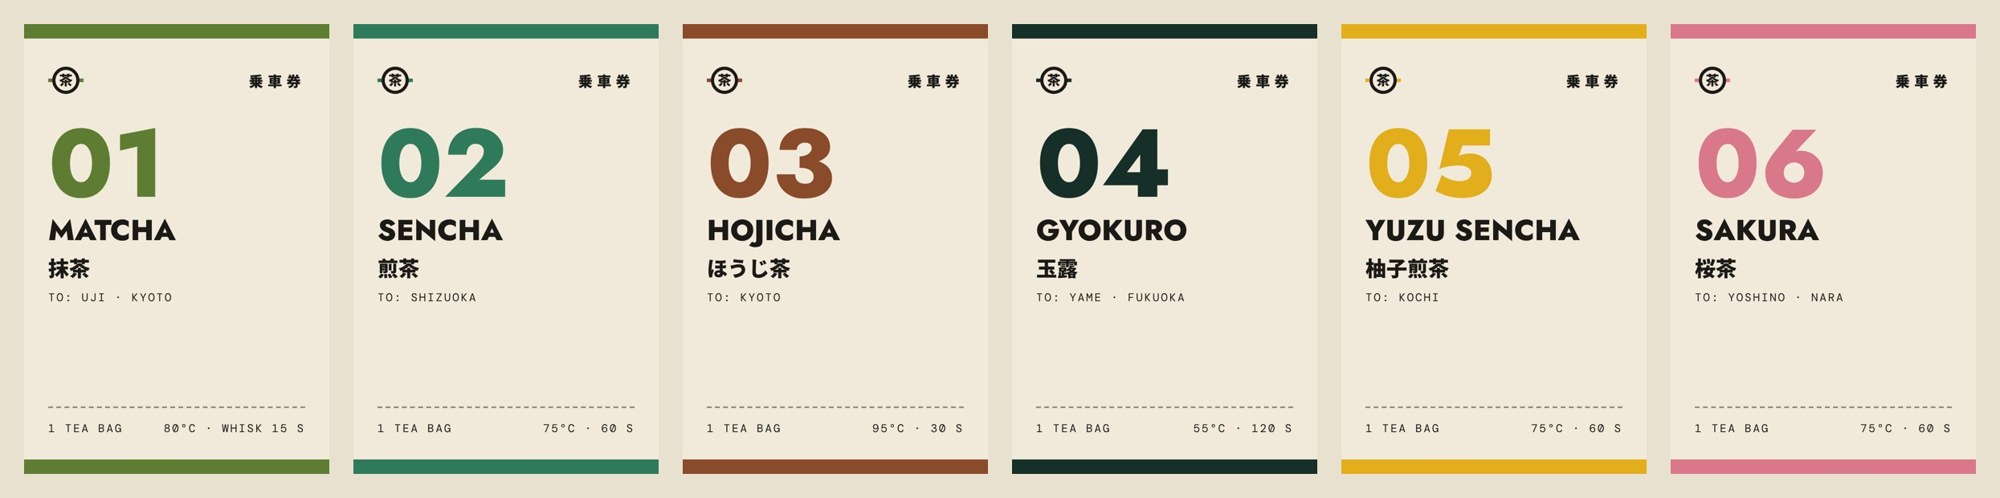 茶 乗車券
01
MATCHA
抹茶
TO: UJI · KYOTO
1 TEA BAG 80°C · WHISK 15 S
茶 乗車券
02
SENCHA
煎茶
TO: SHIZUOKA
1 TEA BAG 75°C · 60 S
茶 乗車券
03
HOJICHA
ほうじ茶
TO: KYOTO
1 TEA BAG 95°C · 30 S
茶 乗車券
04
GYOKURO
玉露
TO: YAME · FUKUOKA
1 TEA BAG 55°C · 120 S
茶 乗車券
05
YUZU SENCHA
柚子煎茶
TO: KOCHI
1 TEA BAG 75°C · 60 S
茶 乗車券
06
SAKURA
桜茶
TO: YOSHINO · NARA
1 TEA BAG 75°C · 60 S